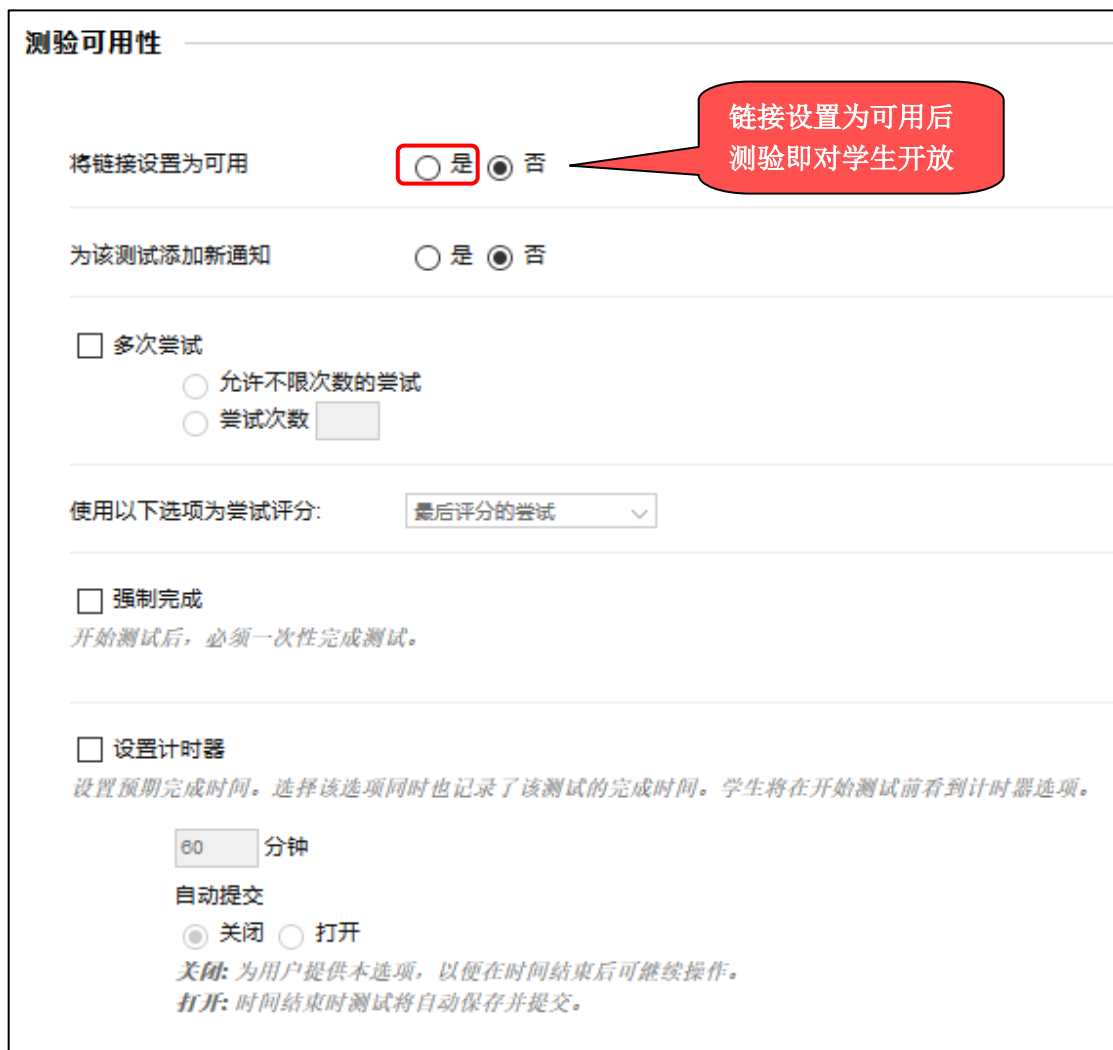 测验可用性
链接设置为可用后
测验即对学生开放
将链接设置为可用 是 否
为该测试添加新通知 是 否
多次尝试
允许不限次数的尝试
尝试次数
使用以下选项为尝试评分: 最后评分的尝试
强制完成
开始测试后，必须一次性完成测试。
设置计时器
设置预期完成时间。选择该选项同时也记录了该测试的完成时间。学生将在开始测试前看到计时器选项。
60 分钟
自动提交
关闭 打开
关闭: 为用户提供本选项，以便在时间结束后可继续操作。
打开: 时间结束时测试将自动保存并提交。